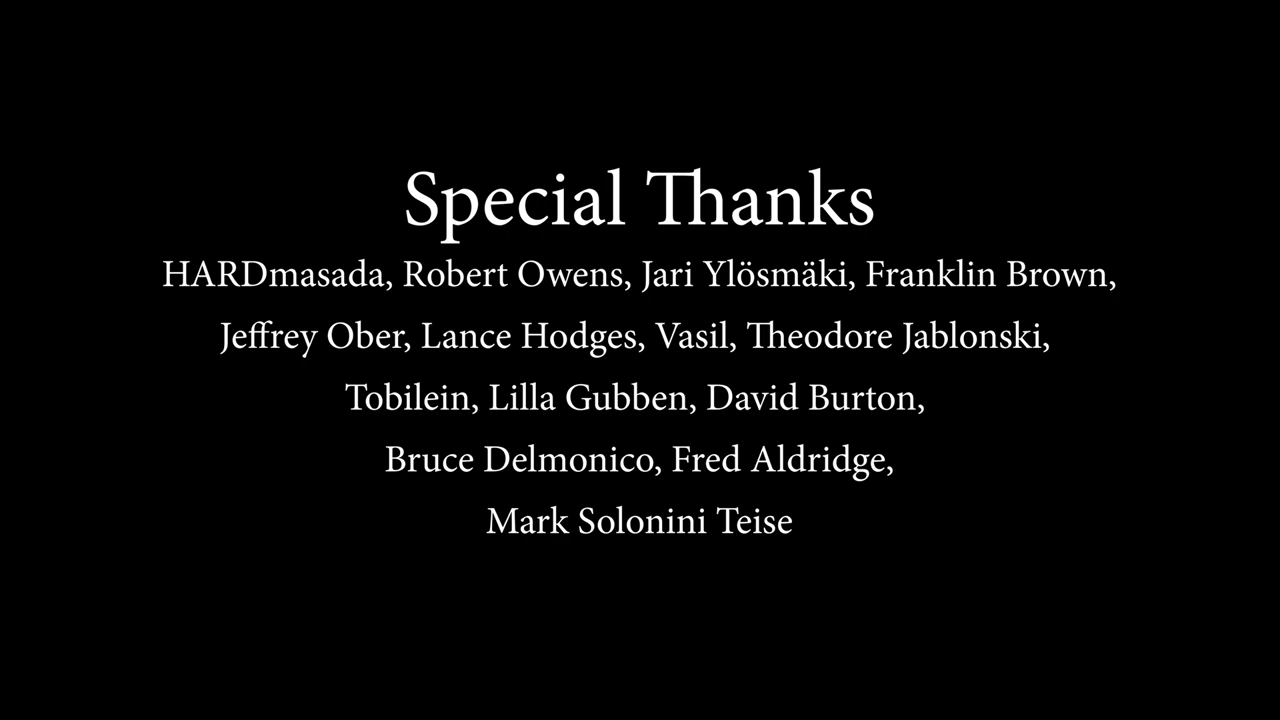 Special Thanks
HARDmasada, Robert Owens, Jari Ylösmäki, Franklin Brown,
Jeffrey Ober, Lance Hodges, Vasil, Theodore Jablonski,
Tobilein, Lilla Gubben, David Burton,
Bruce Delmonico, Fred Aldridge,
Mark Solonini Teise